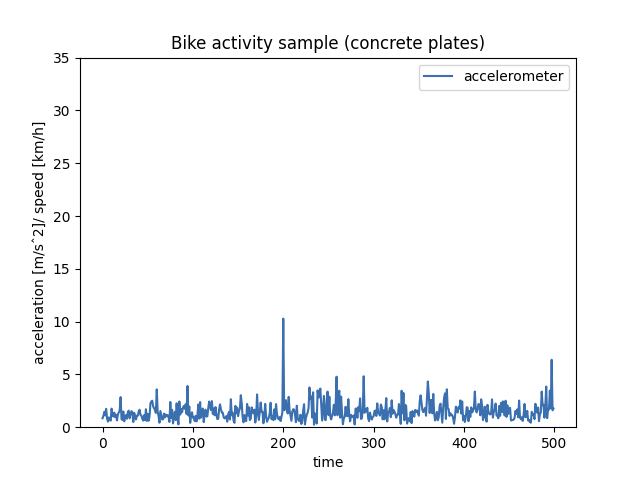 Bike activity sample (concrete plates)
accelerometer
35
30
25
20
15
10
5
0
acceleration [m/sˆ2]/ speed [km/h]
0 100 200 300 400 500
time